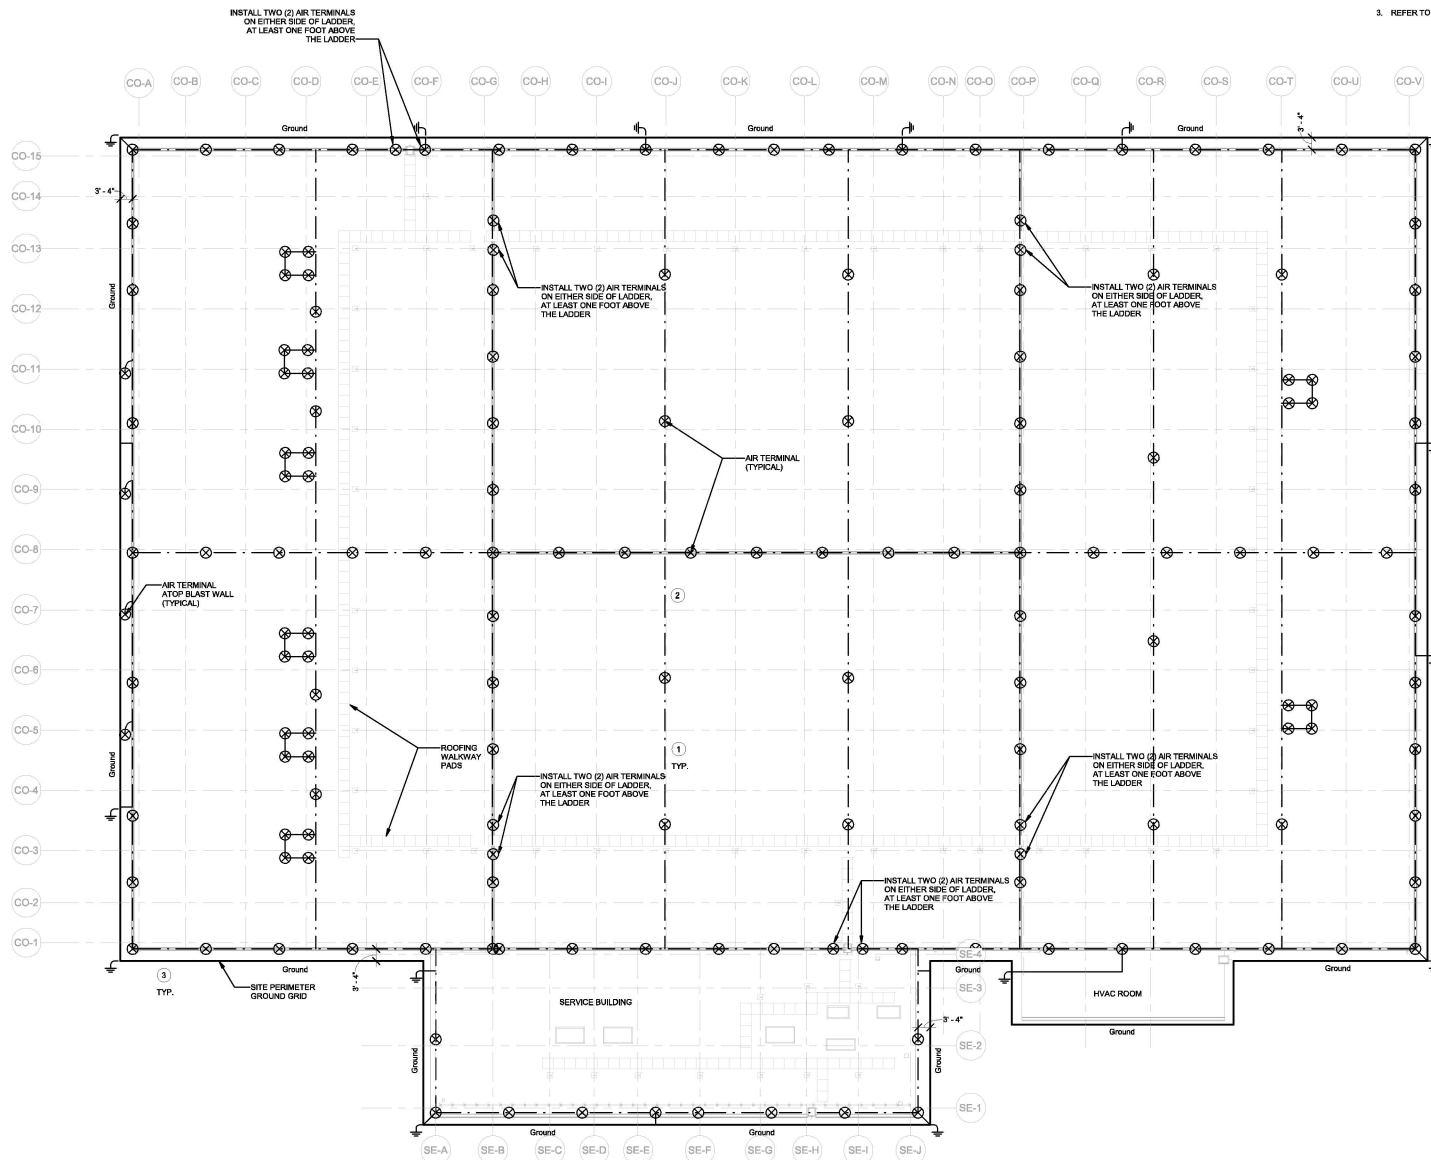 INSTALL TWO (2) AIR TERMINALS
ON EITHER SIDE OF LADDER,
AT LEAST ONE FOOT ABOVE
THE LADDER
3. REFER TO
CO-A CO-B CO-C CO-D CO-E CO-F CO-G CO-H CO-I CO-J CO-K CO-L CO-M CO-N CO-O CO-P CO-Q CO-R CO-S CO-T CO-U CO-V
Ground Ground Ground
3' - 4"
CO-15
3' - 4"
CO-14
CO-13
INSTALL TWO (2) AIR TERMINALS
ON EITHER SIDE OF LADDER,
AT LEAST ONE FOOT ABOVE
THE LADDER
INSTALL TWO (2) AIR TERMINALS
ON EITHER SIDE OF LADDER,
AT LEAST ONE FOOT ABOVE
THE LADDER
Ground
CO-12
CO-11
CO-10
AIR TERMINAL
(TYPICAL)
CO-9
CO-8
AIR TERMINAL
ATOP BLAST WALL
(TYPICAL)
2
CO-7
CO-6
CO-5
ROOFING
WALKWAY
PADS
1
TYP.
Ground
INSTALL TWO (2) AIR TERMINALS
ON EITHER SIDE OF LADDER,
AT LEAST ONE FOOT ABOVE
THE LADDER
INSTALL TWO (2) AIR TERMINALS
ON EITHER SIDE OF LADDER,
AT LEAST ONE FOOT ABOVE
THE LADDER
CO-4
CO-3
INSTALL TWO (2) AIR TERMINALS
ON EITHER SIDE OF LADDER,
AT LEAST ONE FOOT ABOVE
THE LADDER
CO-2
CO-1
SE-4
3
TYP.
Ground
3' - 4"
Ground
Ground
SITE PERIMETER
GROUND GRID
SE-3
SERVICE BUILDING
HVAC ROOM
3' - 4"
Ground
SE-2
Ground
Ground
SE-1
Ground Ground
SE-A SE-B SE-C SE-D SE-E SE-F SE-G SE-H SE-I SE-J